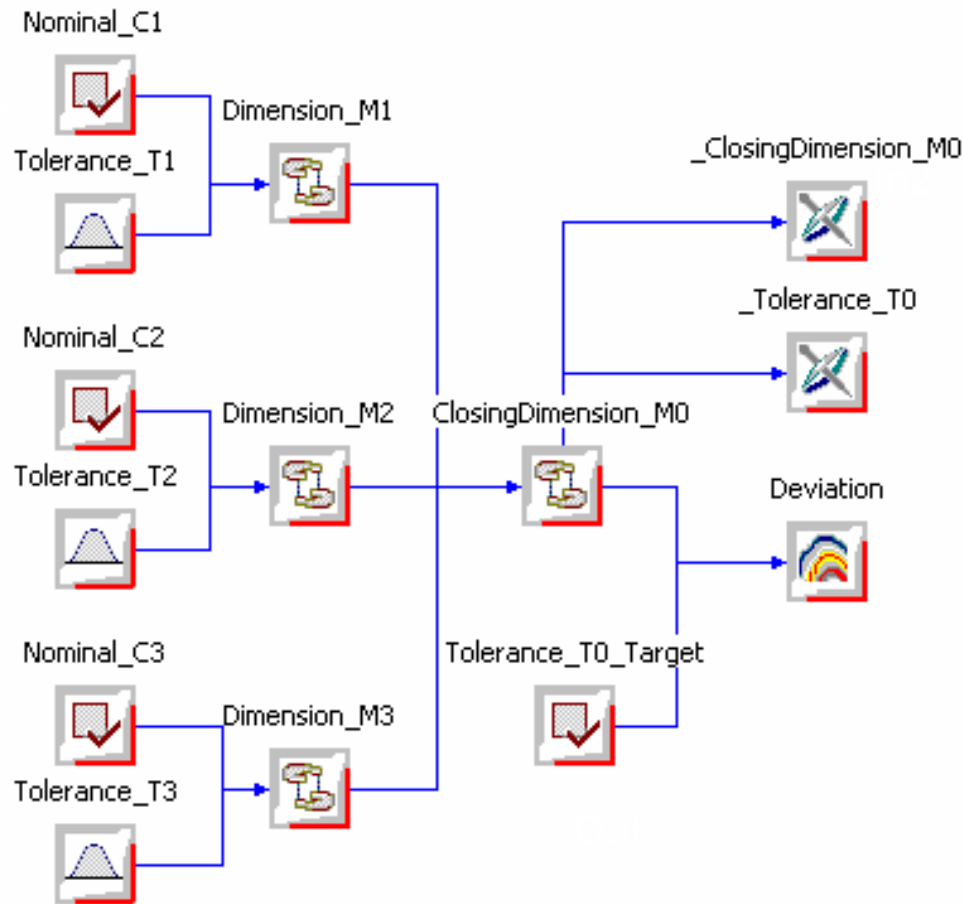 Nominal_C1
Dimension_M1
Tolerance_T1
_ClosingDimension_M0
_Tolerance_T0
Nominal_C2
Dimension_M2
ClosingDimension_M0
Tolerance_T2
Deviation
Nominal_C3
Tolerance_T0_Target
Dimension_M3
Tolerance_T3